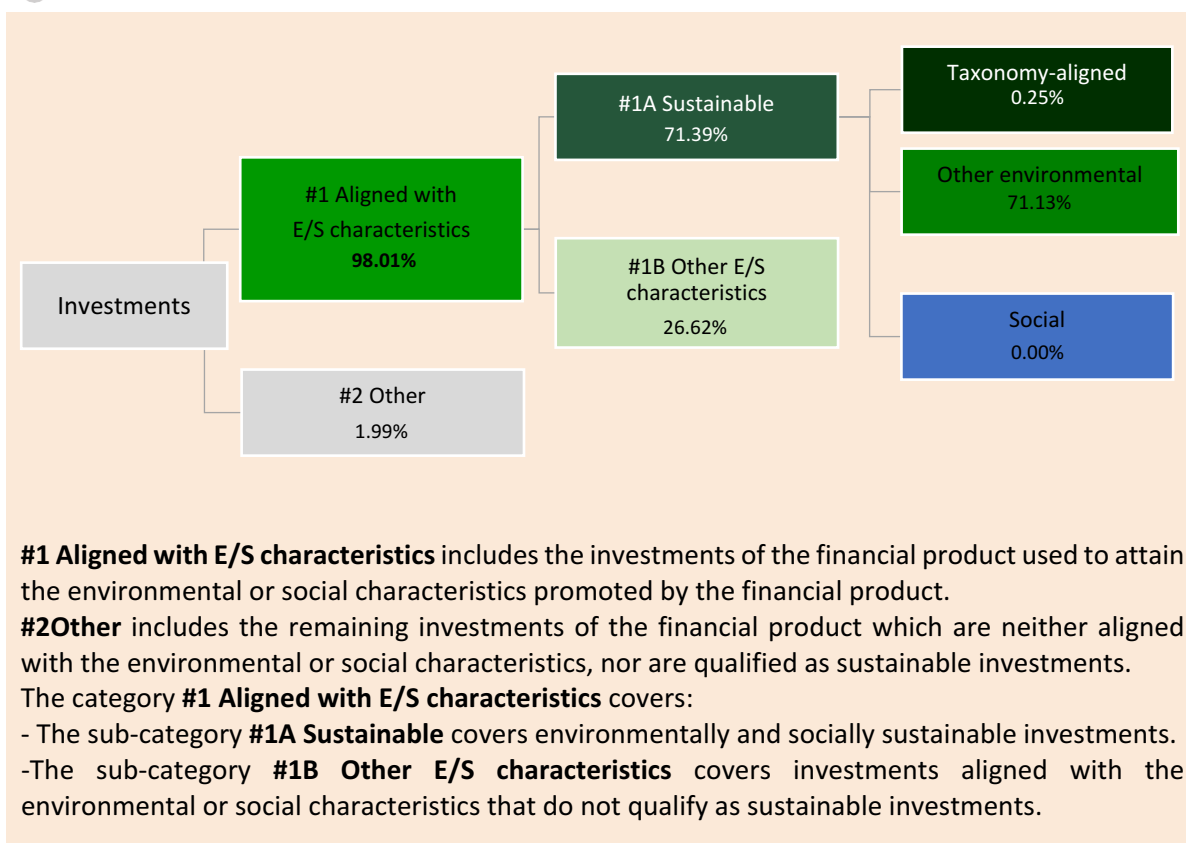 Investments
#1 Aligned with
E/S characteristics
98.01%
#2 Other
1.99%
#1A Sustainable
71.39%
#1B Other E/S
characteristics
26.62%
Taxonomy-aligned
0.25%
Other environmental
71.13%
Social
0.00%
#1 Aligned with E/S characteristics includes the investments of the financial product used to attain
the environmental or social characteristics promoted by the financial product.
#2Other includes the remaining investments of the financial product which are neither aligned
with the environmental or social characteristics, nor are qualified as sustainable investments.
The category #1 Aligned with E/S characteristics covers:
- The sub-category #1A Sustainable covers environmentally and socially sustainable investments.
-The sub-category #1B Other E/S characteristics covers investments aligned with the
environmental or social characteristics that do not qualify as sustainable investments.